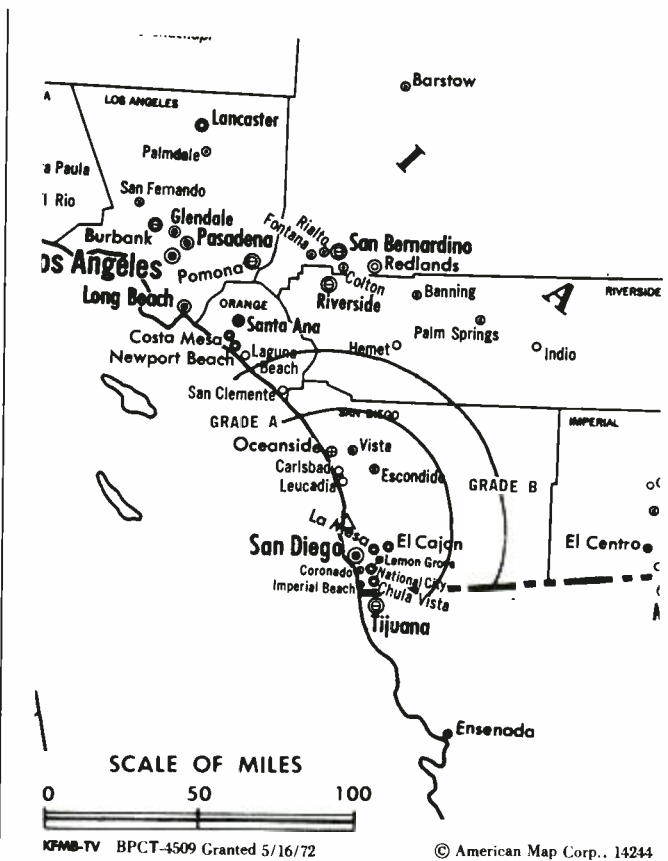 Barstow
A
LOS ANGELES
Lancaster
I
Palmdale
a Paula
San Fernando
l Rio
Glendale
Burbank
Pasadena
Rialto
Fontana
San Bernardino
os Angeles
Pomona
Redlands
Colton
Riverside
Banning
A
RIVERSIDE
Long Beach
ORANGE
Santa Ana
Palm Springs
Costa Mesa
Newport Beach
Laguna
Beach
Hemet
Indio
San Clemente
GRADE A
SAN DIEGO
IMPERIAL
Oceanside
Vista
Carlsbad
Escondido
Leucadia
GRADE B
La Mesa
San Diego
El Cajon
El Centro
Lemon Grove
Coronado
National City
Imperial Beach
Chula Vista
Tijuana
Ensenada
SCALE OF MILES
0 50 100
KFMB-TV BPCT-4509 Granted 5/16/72
© American Map Corp., 14244